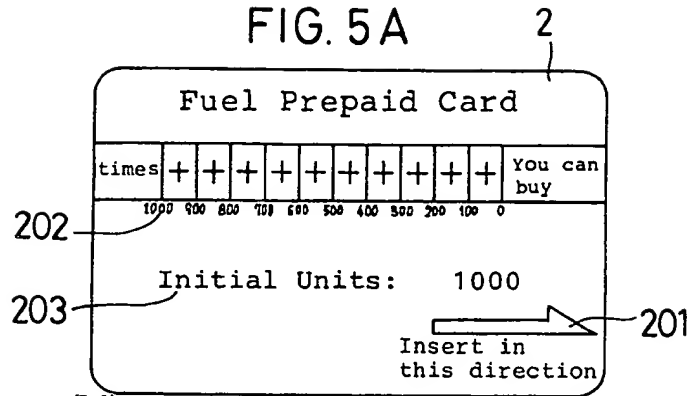 FIG. 5A
2
Fuel Prepaid Card
times + + + + + + + + + + You can
buy
1000 900 800 700 600 500 400 300 200 100 0
202
Initial Units: 1000
203
201
Insert in
this direction